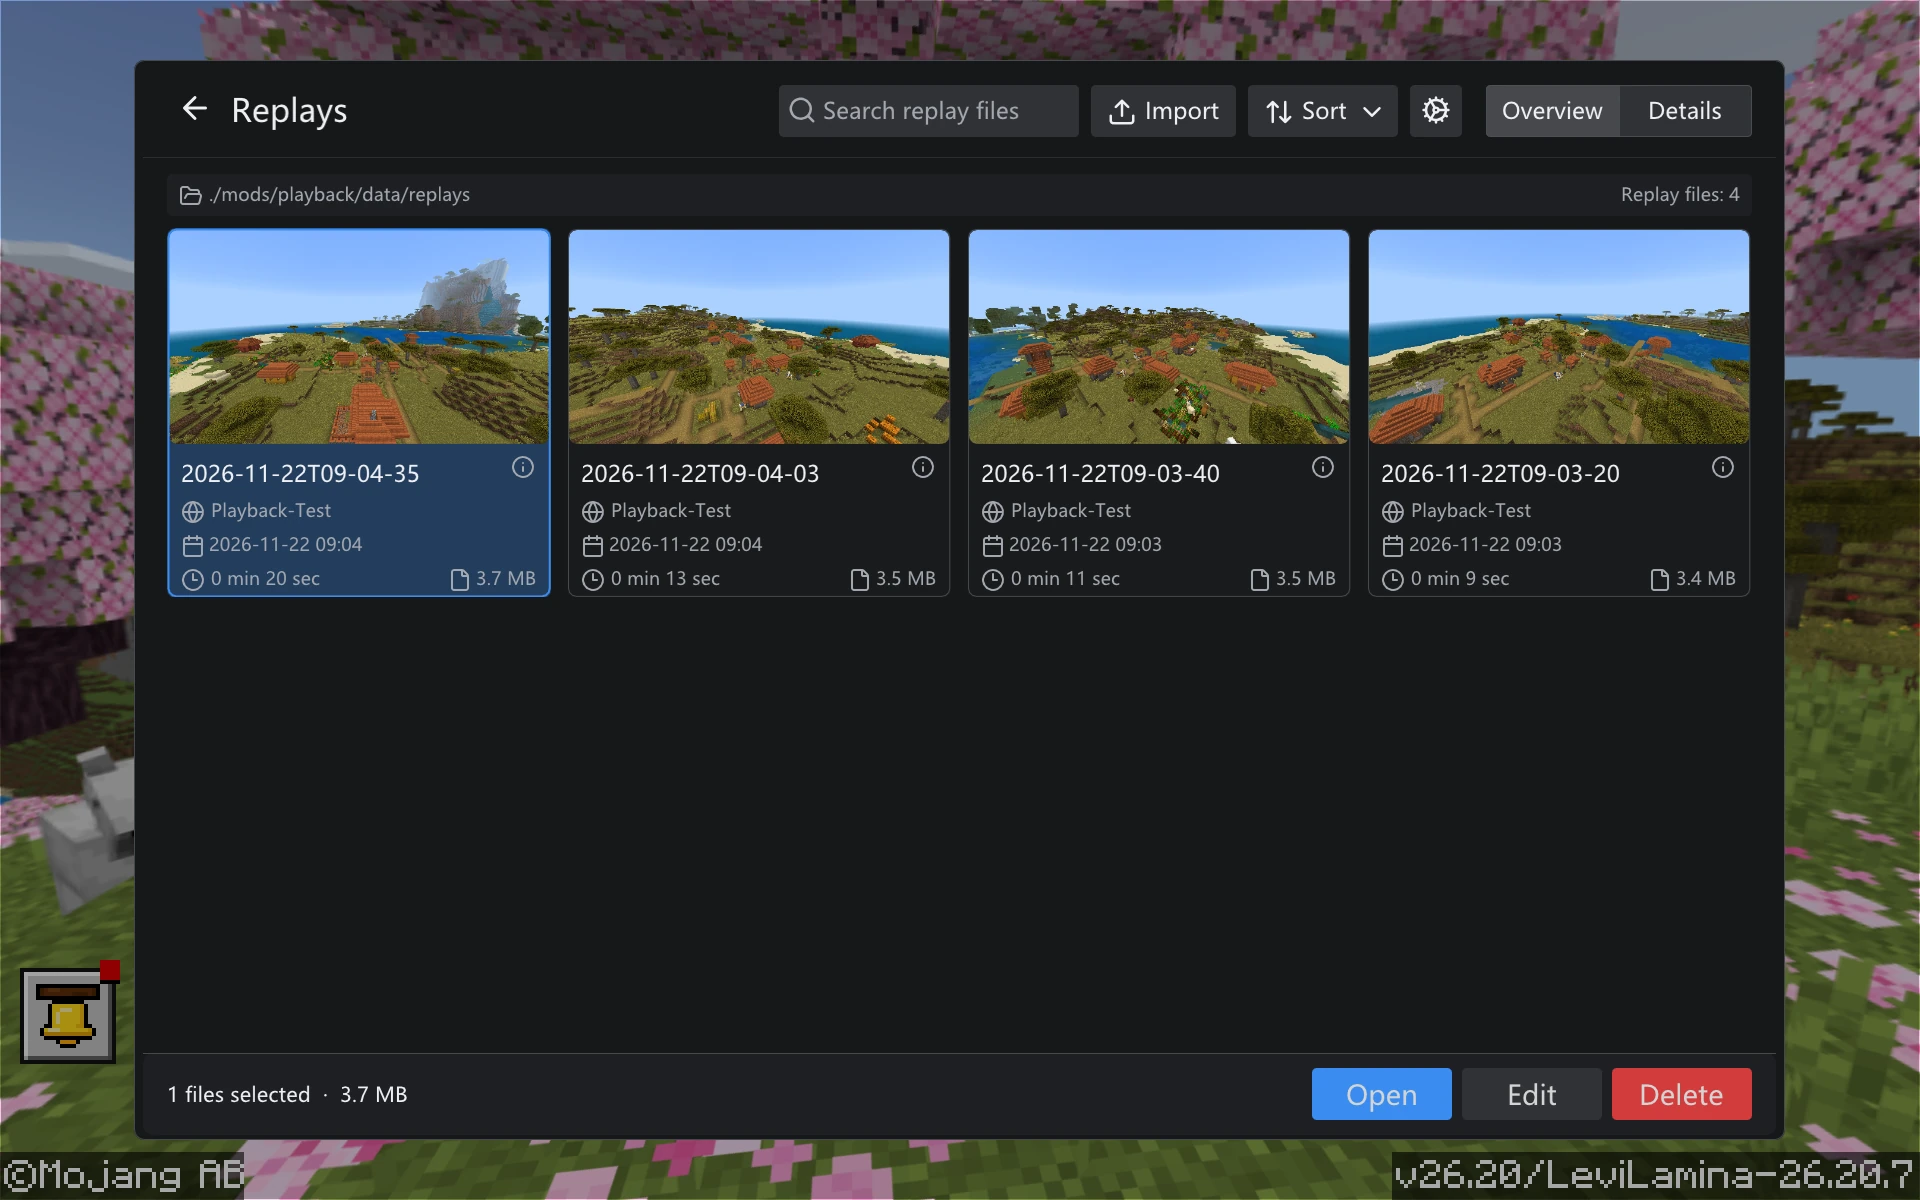 Replays
Search replay files
Import
Sort
Overview
Details
./mods/playback/data/replays
Replay files: 4
2026-11-22T09-04-35
Playback-Test
2026-11-22 09:04
0 min 20 sec
3.7 MB
2026-11-22T09-04-03
Playback-Test
2026-11-22 09:04
0 min 13 sec
3.5 MB
2026-11-22T09-03-40
Playback-Test
2026-11-22 09:03
0 min 11 sec
3.5 MB
2026-11-22T09-03-20
Playback-Test
2026-11-22 09:03
0 min 9 sec
3.4 MB
1 files selected · 3.7 MB
Open
Edit
Delete
©Mojang AB
v26.20/LeviLamina-26.20.7